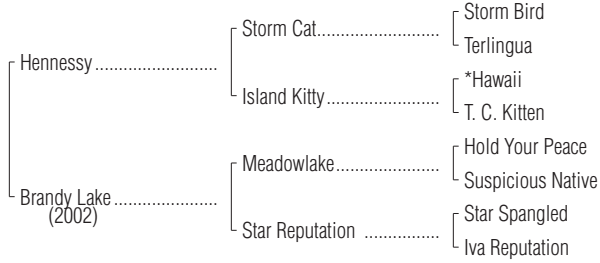 Storm Bird
Storm Cat........................
Terlingua
Hennessy........................
*Hawaii
Island Kitty......................
T. C. Kitten
Hold Your Peace
Meadowlake.....................
Suspicious Native
Brandy Lake....................
(2002)
Star Spangled
Star Reputation ...............
Iva Reputation